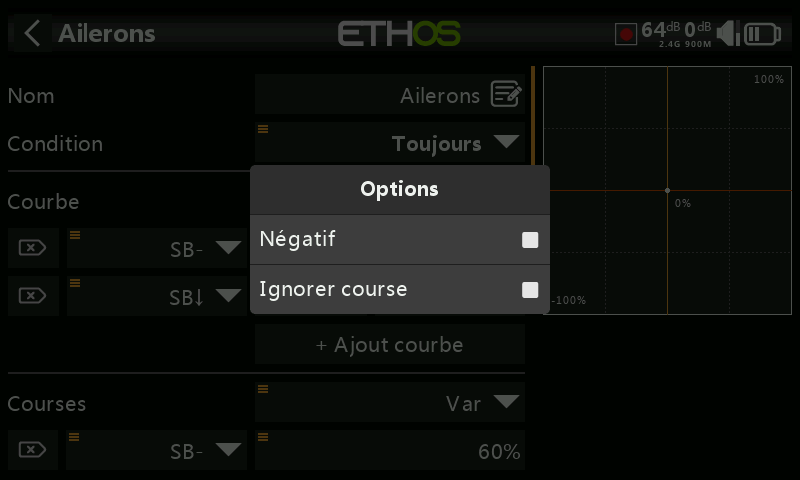 Ailerons
ETHOS
64dB 0dB
2.4G 900M
Nom
Ailerons
100%
Condition
Toujours
Options
Courbe
0%
Négatif
SB-
Ignorer course
SB↓
-100%
+ Ajout courbe
Courses
Var
SB-
60%